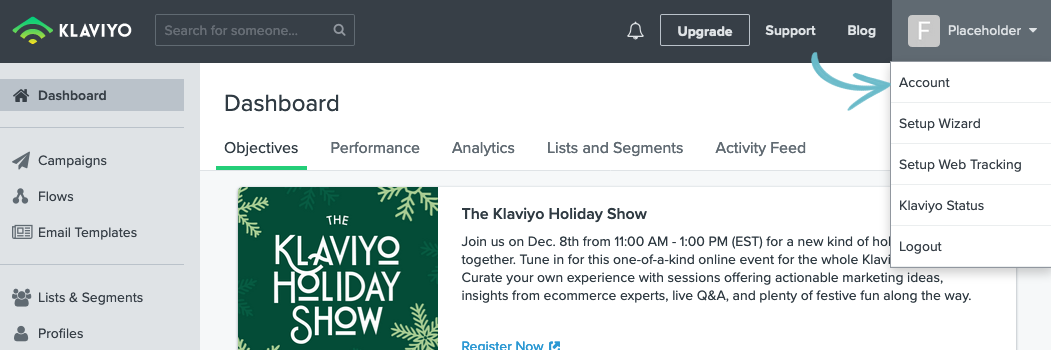 KLAVIYO
Search for someone...
Upgrade
Support
Blog
F
Placeholder
Account
Setup Wizard
Setup Web Tracking
Klaviyo Status
Logout
Dashboard
Campaigns
Flows
Email Templates
Lists & Segments
Profiles
Dashboard
Objectives
Performance
Analytics
Lists and Segments
Activity Feed
THE
KLAVIYO
HOLIDAY
SHOW
The Klaviyo Holiday Show
Join us on Dec. 8th from 11:00 AM - 1:00 PM (EST) for a new kind of
together. Tune in for this one-of-a-kind online event for the whole
Curate your own experience with sessions offering actionable marketing ideas,
insights from ecommerce experts, live Q&A, and plenty of festive fun along the way.
Register Now